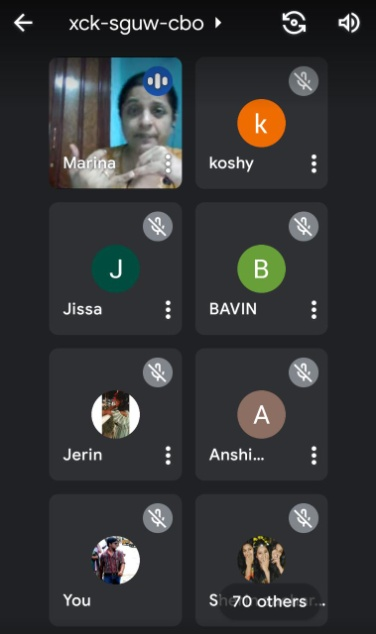 xck-sguw-cbo
Marina
k
koshy
J
Jissa
B
BAVIN
Jerin
A
Anshi...
You
70 others